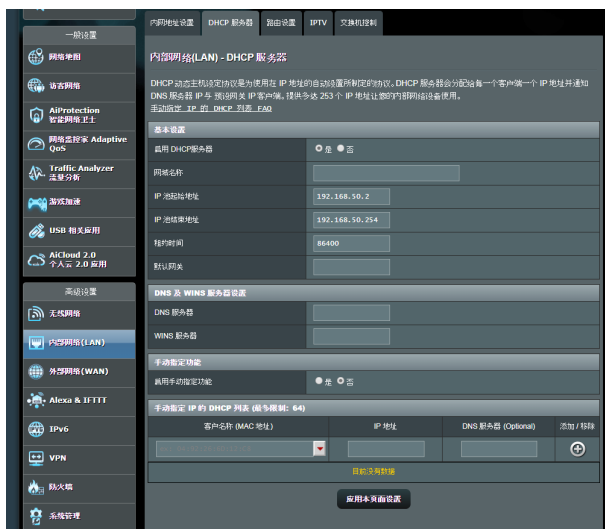 内网地址设置 DHCP 服务器 路由设置 IPTV 交换机控制
一般设置
网络地图
访客网络
AiProtection
智能网络卫士
网络监控家 Adaptive
QoS
Traffic Analyzer
流量分析
游戏加速
USB 相关应用
AiCloud 2.0
个人云 2.0 应用
高级设置
无线网络
内部网络(LAN)
外部网络(WAN)
Alexa & IFTTT
IPv6
VPN
防火墙
系统管理
内部网络(LAN) - DHCP 服务器
DHCP 动态主机设定协议是为使用在 IP 地址的自动设置所制定的协议。DHCP 服务器会分配给每一个客户端一个 IP 地址并通知
DNS 服务器 IP 与 预设网关 IP 客户端。提供多达 253 个 IP 地址让您的内部网络设备使用。
手动指定 IP 的 DHCP 列表 FAQ
基本设置
启用 DHCP服务器 是 否
网域名称
IP 池起始地址 192.168.50.2
IP 池结束地址 192.168.50.254
租约时间 86400
默认网关
DNS 及 WINS 服务器设置
DNS 服务器
WINS 服务器
手动指定功能
启用手动指定功能 是 否
手动指定 IP 的 DHCP 列表 (最多限制: 64)
客户名称 (MAC 地址) IP 地址 DNS 服务器 (Optional) 添加 / 移除
目前没有数据
应用本页面设置